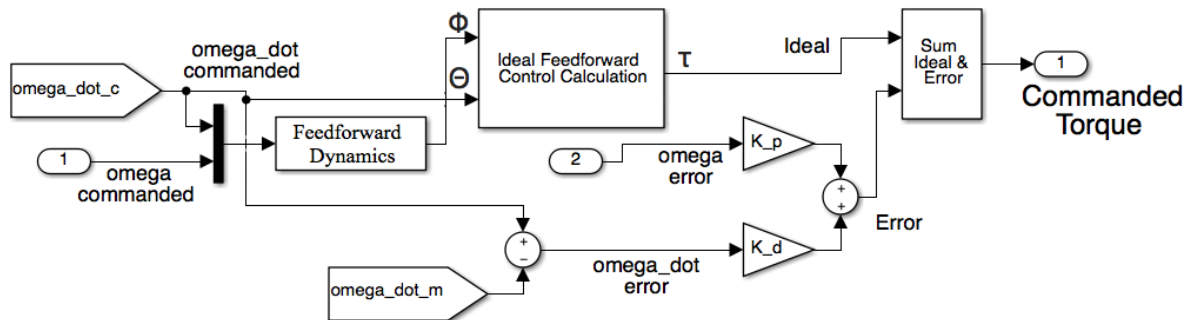 omega_dot
commanded
Φ
Ideal Feedforward
Control Calculation
τ
Ideal
Sum
Ideal &
Error
1
Commanded
Torque
omega_dot_c
Θ
Feedforward
Dynamics
1
omega
commanded
2
omega
error
K_p
+
+
Error
+
−
omega_dot
error
K_d
omega_dot_m